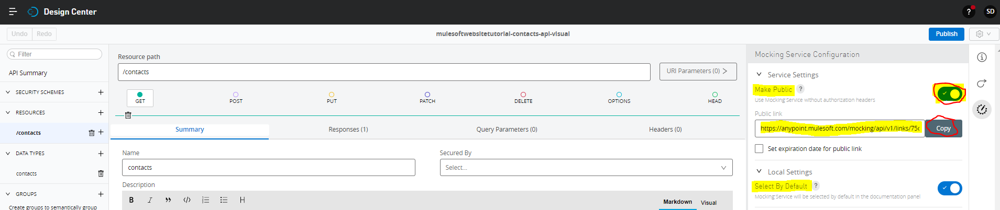 Design Center
?
SD
Undo
Redo
mulesoftwebsitetutorial-contacts-api-visual
Publish
Filter
API Summary
SECURITY SCHEMES
RESOURCES
/contacts
DATA TYPES
contacts
GROUPS
Create groups to semantically group
Resource path
/contacts
URI Parameters (0)
GET
POST
PUT
PATCH
DELETE
OPTIONS
HEAD
Summary
Responses (1)
Query Parameters (0)
Headers (0)
Name
contacts
Secured By
Select...
Description
B I ” </> H
Markdown
Visual
Mocking Service Configuration
Service Settings
Make Public ?
Use Mocking Service without authorization headers
Public link
https://anypoint.mulesoft.com/mocking/api/v1/links/75
Copy
Set expiration date for public link
Local Settings
Select By Default ?
Mocking Service will be selected by default in the documentation panel